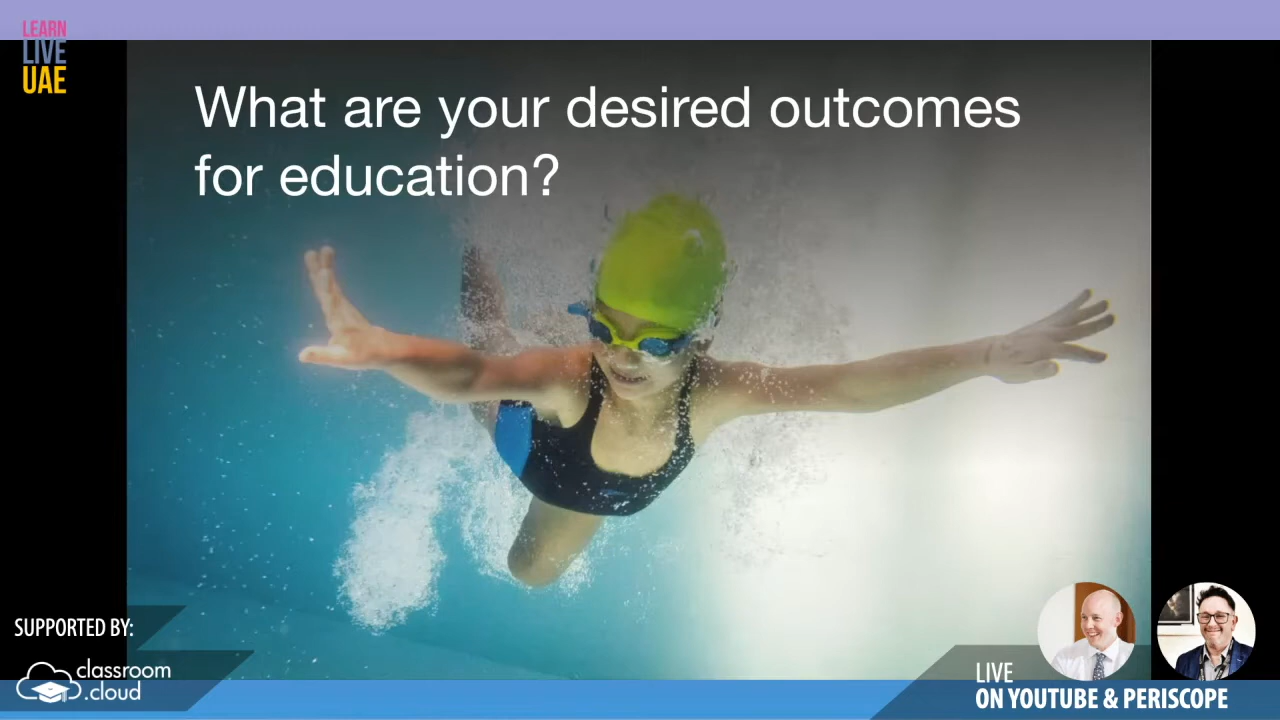 LEARN
LIVE
UAE
What are your desired outcomes
for education?
SUPPORTED BY:
classroom
.cloud
LIVE
ON YOUTUBE & PERISCOPE